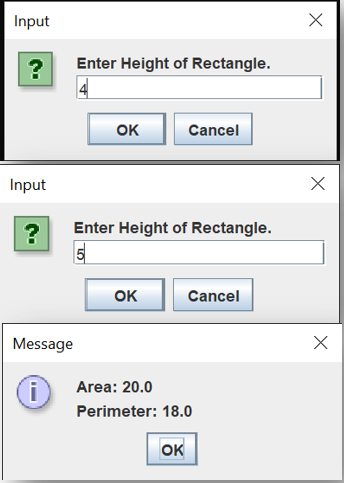 Input
Enter Height of Rectangle.
4
OK Cancel
Input
Enter Height of Rectangle.
5
OK Cancel
Message
Area: 20.0
Perimeter: 18.0
OK